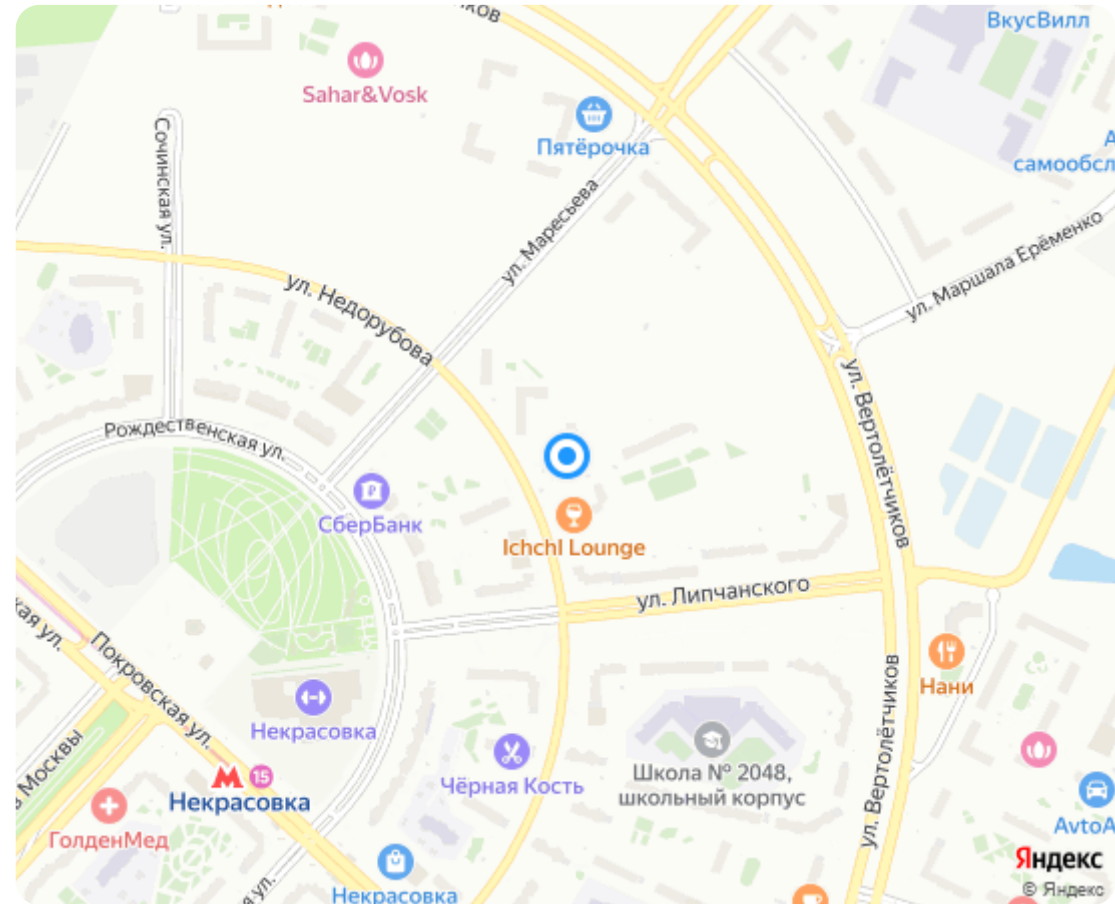 ВкусВилл
Sahar&Vosk
Пятёрочка
самообсл
Сочинская ул.
ул. Маресьева
ул. Маршала Ерёменко
ул. Недорубова
ул. Вертолётчиков
Рождественская ул.
СберБанк
Ichchl Lounge
ул. Липчанского
Покровская ул.
Нани
ул. Вертолётчиков
Некрасовка
Чёрная Кость
Школа № 2048,
школьный корпус
Москвы
15
Некрасовка
ГолденМед
AvtoA
Некрасовка
Яндекс
© Яндекс